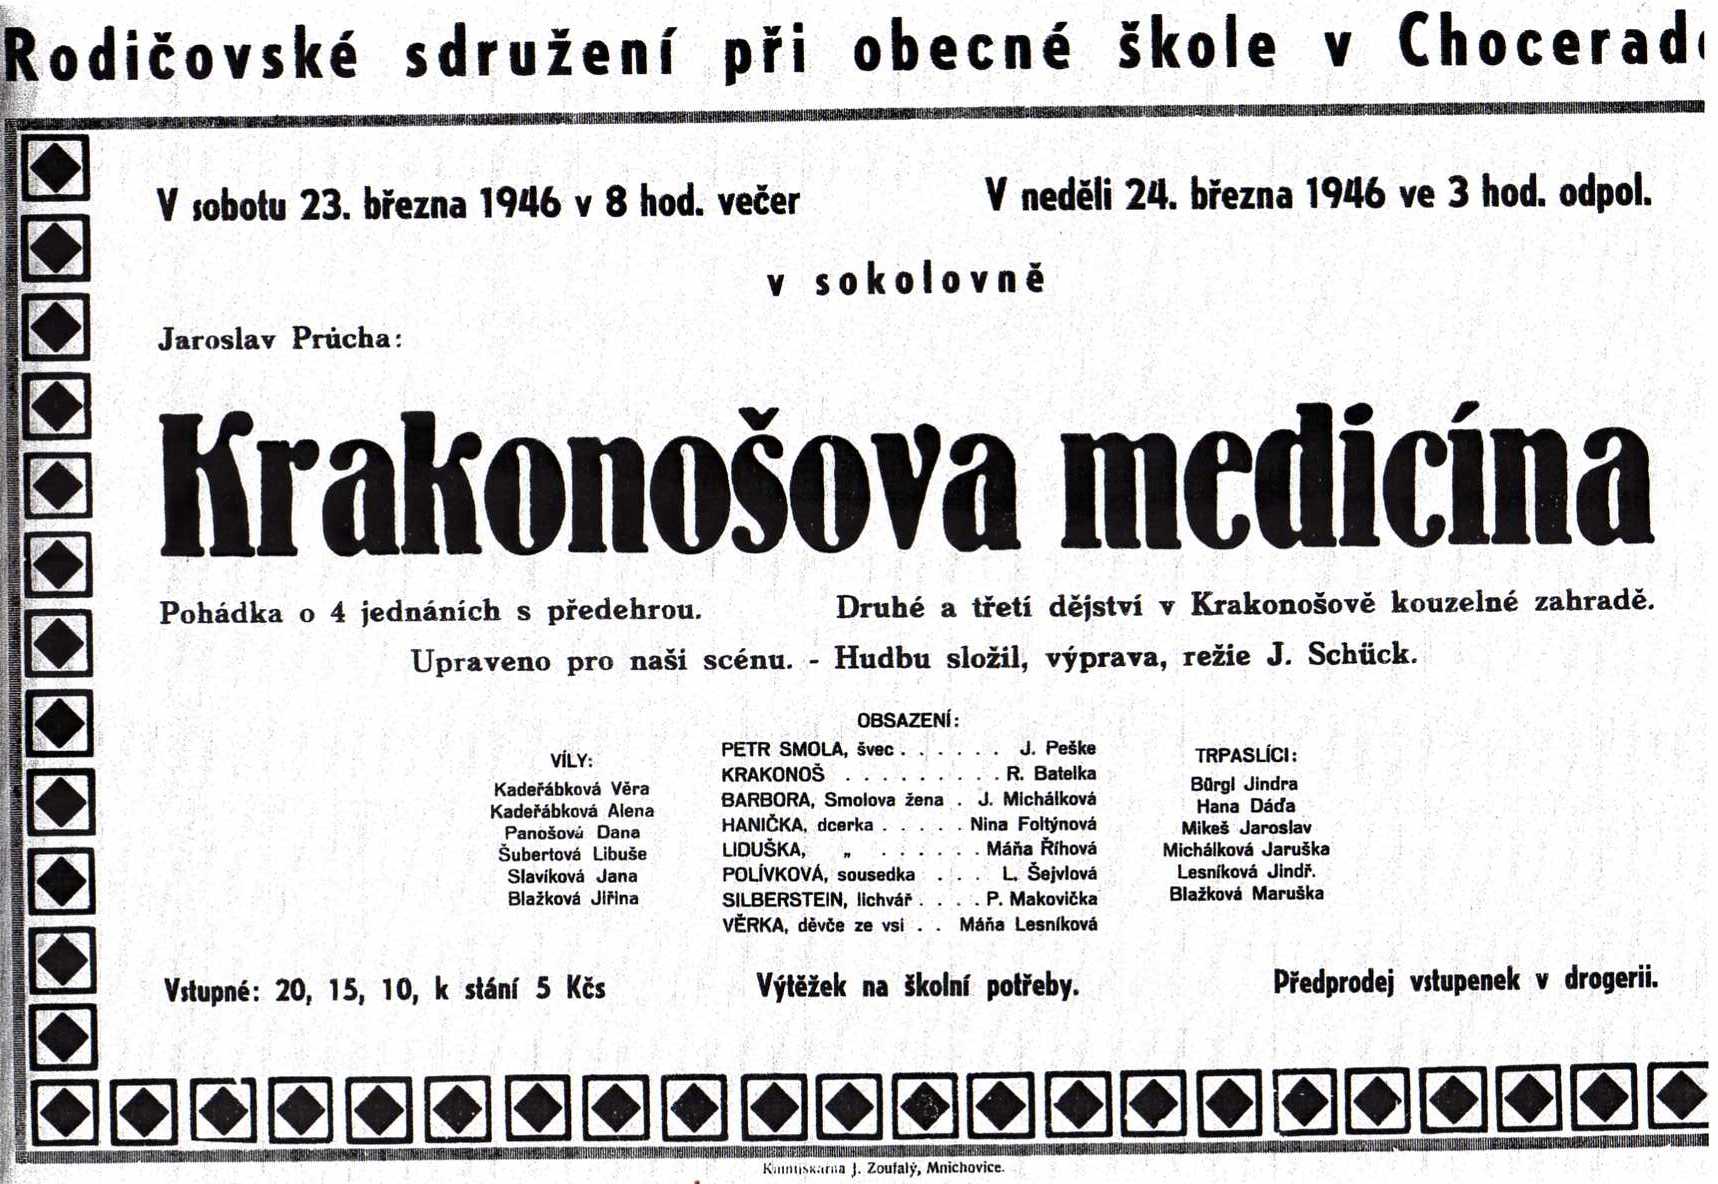 Rodičovské sdružení při obecné škole v Chocerad
V sobotu 23. března 1946 v 8 hod. večer
V neděli 24. března 1946 ve 3 hod. odpol.
v sokolovně
Jaroslav Průcha:
Krakonošova medicína
Pohádka o 4 jednáních s předehrou.
Druhé a třetí dějství v Krakonošově kouzelné zahradě.
Upraveno pro naši scénu. - Hudbu složil, výprava, režie J. Schück.
VÍLY:
Kadeřábková Věra
Kadeřábková Alena
Panošová Dana
Šubertová Libuše
Slavíková Jana
Blažková Jiřina
OBSAZENÍ:
PETR SMOLA, švec . . . . . . J. Peške
KRAKONOŠ . . . . . . . . . R. Batelka
BARBORA, Smolova žena . J. Michálková
HANIČKA, dcerka . . . . . Nina Foltýnová
LIDUŠKA, „ . . . . . . Máňa Říhová
POLÍVKOVÁ, sousedka . . . L. Šejvlová
SILBERSTEIN, lichvář . . . . P. Makovička
VĚRKA, děvče ze vsi . . Máňa Lesníková
TRPASLÍCI:
Bürgl Jindra
Hana Dáďa
Mikeš Jaroslav
Michálková Jaruška
Lesníková Jindř.
Blažková Maruška
Vstupné: 20, 15, 10, k stání 5 Kčs
Výtěžek na školní potřeby.
Předprodej vstupenek v drogerii.
Knihtiskárna J. Zoufalý, Mnichovice.